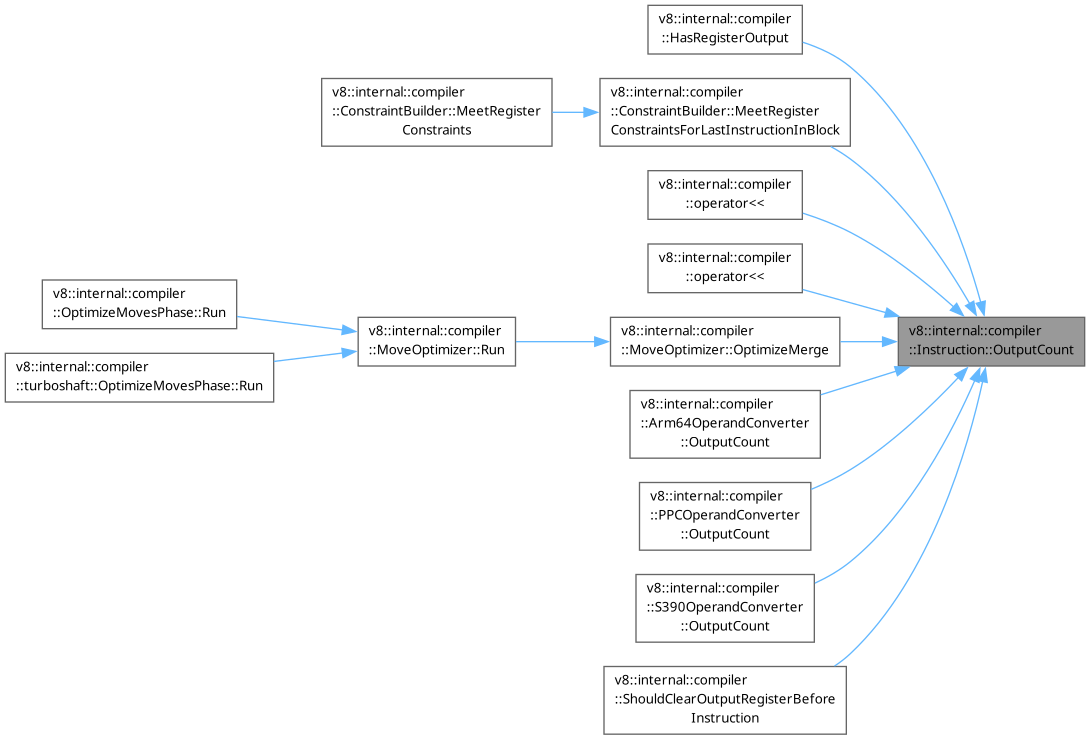 v8::internal::compiler
::HasRegisterOutput
v8::internal::compiler
::ConstraintBuilder::MeetRegister
Constraints
v8::internal::compiler
::ConstraintBuilder::MeetRegister
ConstraintsForLastInstructionInBlock
v8::internal::compiler
::operator<<
v8::internal::compiler
::operator<<
v8::internal::compiler
::OptimizeMovesPhase::Run
v8::internal::compiler
::turboshaft::OptimizeMovesPhase::Run
v8::internal::compiler
::MoveOptimizer::Run
v8::internal::compiler
::MoveOptimizer::OptimizeMerge
v8::internal::compiler
::Instruction::OutputCount
v8::internal::compiler
::Arm64OperandConverter
::OutputCount
v8::internal::compiler
::PPCOperandConverter
::OutputCount
v8::internal::compiler
::S390OperandConverter
::OutputCount
v8::internal::compiler
::ShouldClearOutputRegisterBefore
Instruction